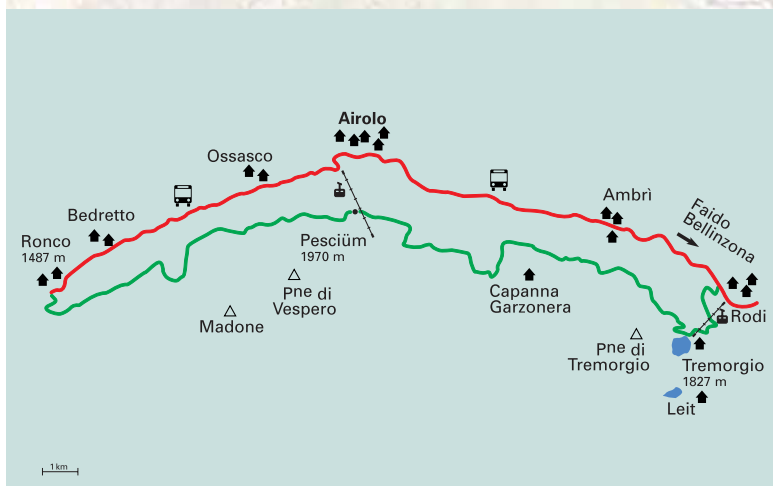 Airolo
Ossasco
Bedretto
Ronco
1487 m
Pesciüm
1970 m
Pne di
Vespero
Madone
Ambrì
Faido
Bellinzona
Capanna
Garzonera
Rodi
Pne di
Tremorgio
Tremorgio
1827 m
Leit
1 km